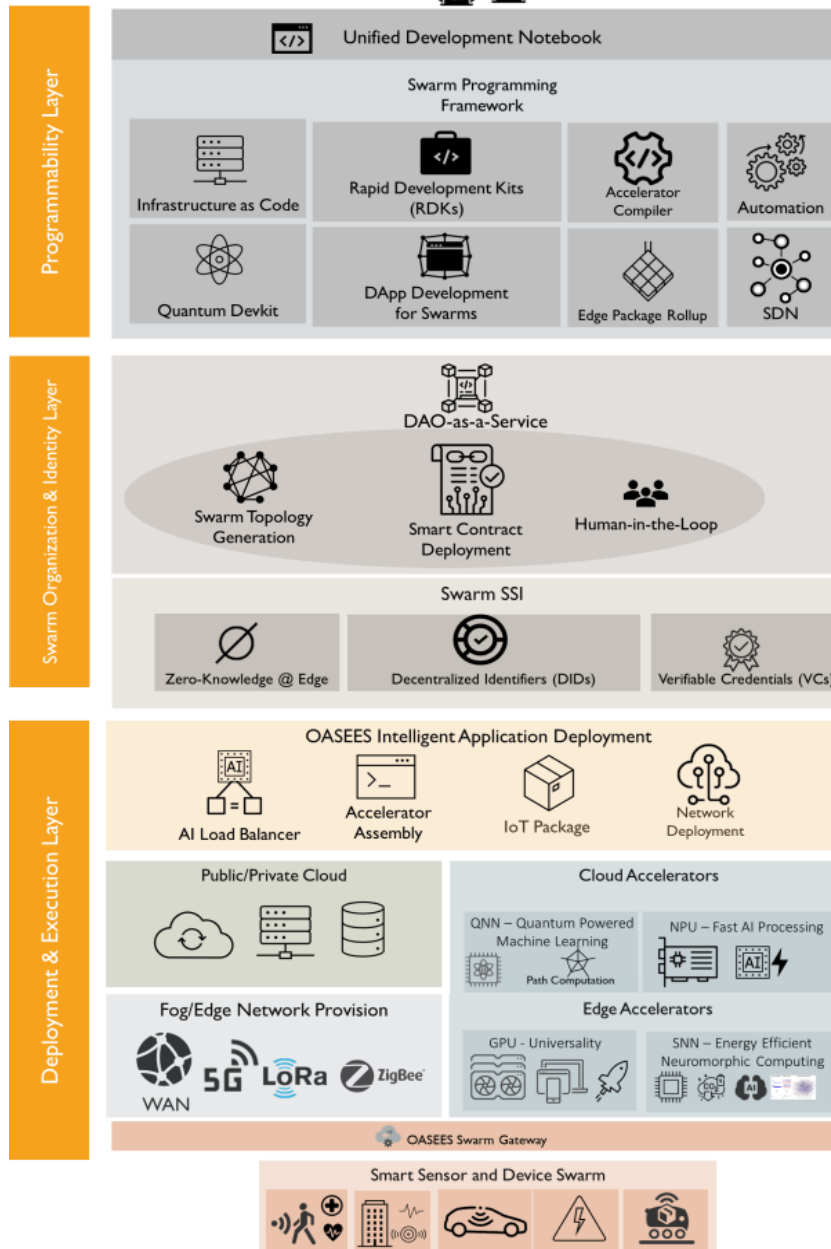 Programmability Layer
</> Unified Development Notebook
Swarm Programming
Framework
Infrastructure as Code
</>
Rapid Development Kits
(RDKs)
</>
Accelerator
Compiler
Automation
Quantum Devkit
DApp Development
for Swarms
Edge Package Rollup
SDN
Swarm Organization & Identity Layer
</>
DAO-as-a-Service
Swarm Topology
Generation
Smart Contract
Deployment
Human-in-the-Loop
Swarm SSI
Zero-Knowledge @ Edge
Decentralized Identifiers (DIDs)
Verifiable Credentials (VCs)
Deployment & Execution Layer
OASEES Intelligent Application Deployment
AI
AI Load Balancer
>_
Accelerator
Assembly
IoT Package
Network
Deployment
Public/Private Cloud
Cloud Accelerators
QNN – Quantum Powered
Machine Learning
Path Computation
NPU – Fast AI Processing
AI
Fog/Edge Network Provision
WAN
5G
LoRa
ZigBee
Edge Accelerators
GPU - Universality
SNN – Energy Efficient
Neuromorphic Computing
AI
OASEES Swarm Gateway
Smart Sensor and Device Swarm